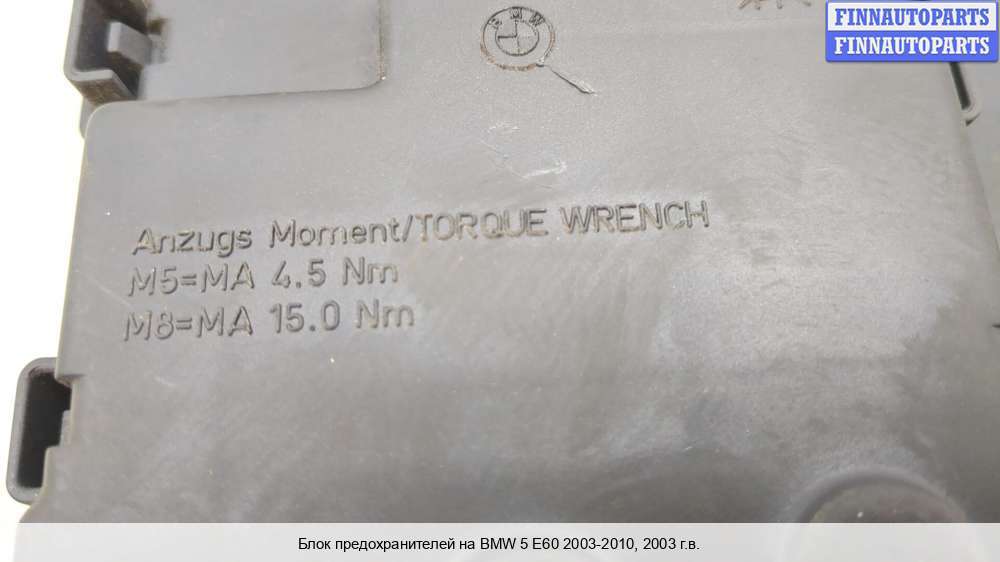 BMW
FINNAUTOPARTS
FINNAUTOPARTS
Anzugs Moment/TORQUE WRENCH
M5=MA 4.5 Nm
M8=MA 15.0 Nm
Блок предохранителей на BMW 5 E60 2003-2010, 2003 г.в.